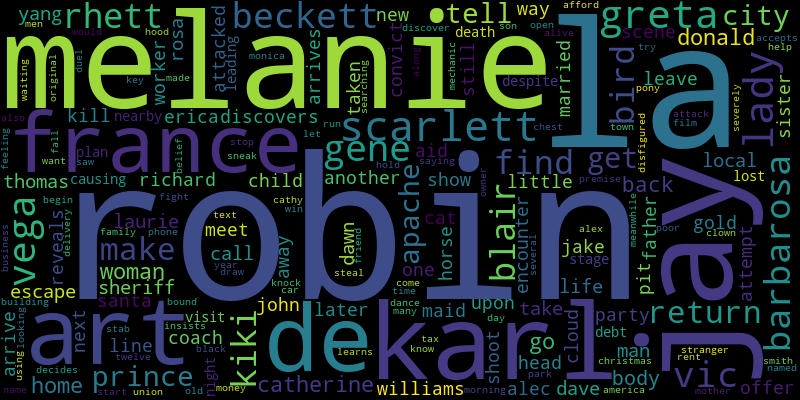 yang rhett beckett new tell way greta city
men son open afford
melanie la
waiting original duel hood key made monica
worker rosa attacked leading arrives
taken searching convict still death scene donald
would discover alive try help accepts
despite mechanic married bird leave lady sister
also kill nearby ericadiscovers scarlett pony
france gene find get disfigured severely
feeling fall want plan saw stop sneak belief run let aid saying attack film town chest
causing hold local lost
thomas richard child another show little back
begin fight cathy win owner premise poor clown
vega reveals laurie make meet text call away dawn friend steal apache cat horse blair encounter
robin jay
alex jake stage life gold father pit attempt barbarosa
family phone year draw knock car
business delivery woman sheriff escape santa bound
john one come time maid upon take cloud party return
building arrive using looking art de karl
next line coach visit insists later dance many day go man debt
stab twelve tax know shoot head body vic offer
home decides prince night black learns kiki
catherine williams alec dave christmas rent stranger smith named
name start union old money morning park america mother
meanwhile several